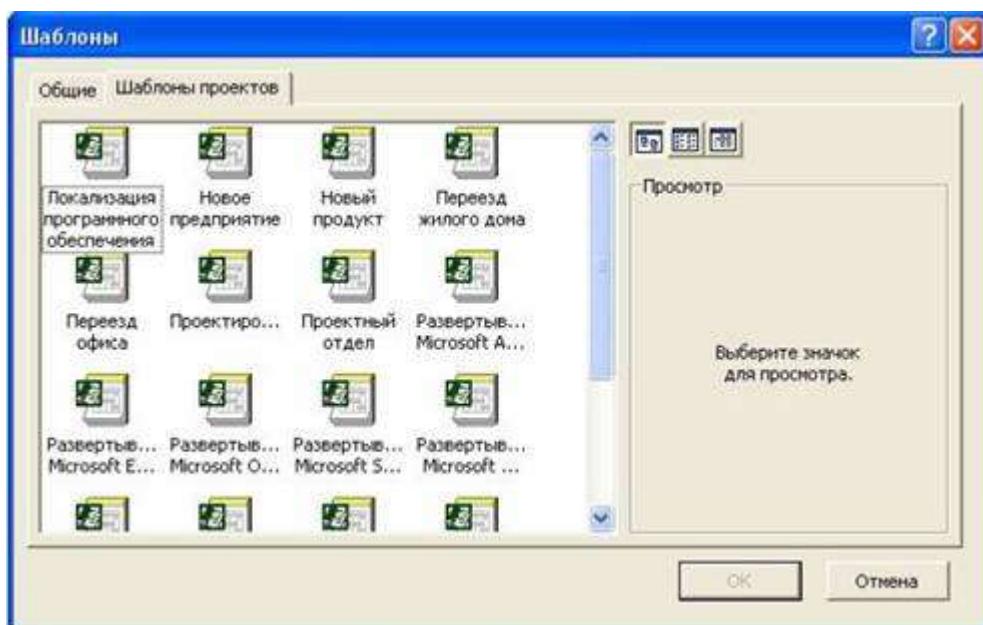 Шаблоны
Общие
Шаблоны проектов
Локализация
программного
обеспечения
Новое
предприятие
Новый
продукт
Переезд
жилого дома
Переезд
офиса
Проектиро...
Проектный
отдел
Развертыв...
Microsoft A...
Развертыв...
Microsoft E...
Развертыв...
Microsoft O...
Развертыв...
Microsoft S...
Развертыв...
Microsoft ...
Просмотр
Выберите значок
для просмотра.
OK
Отмена